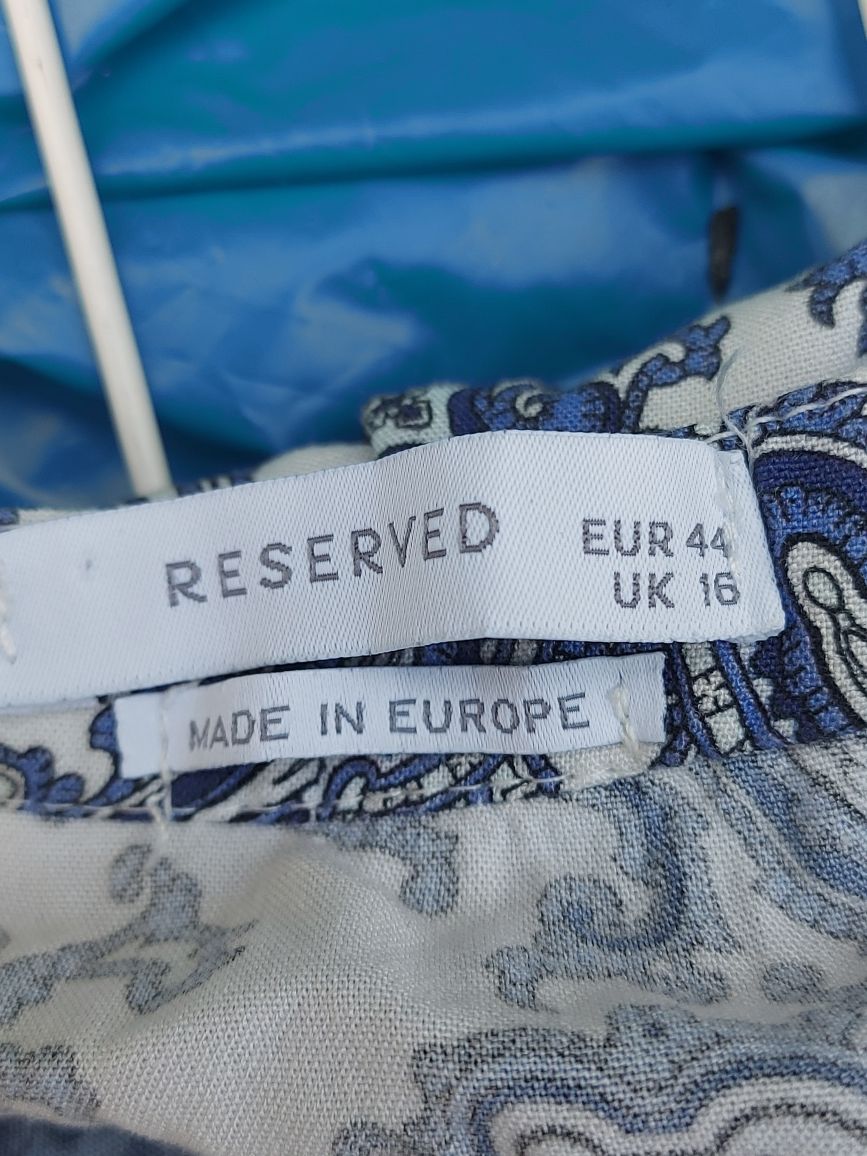 RESERVED
EUR 44
UK 16
MADE IN EUROPE